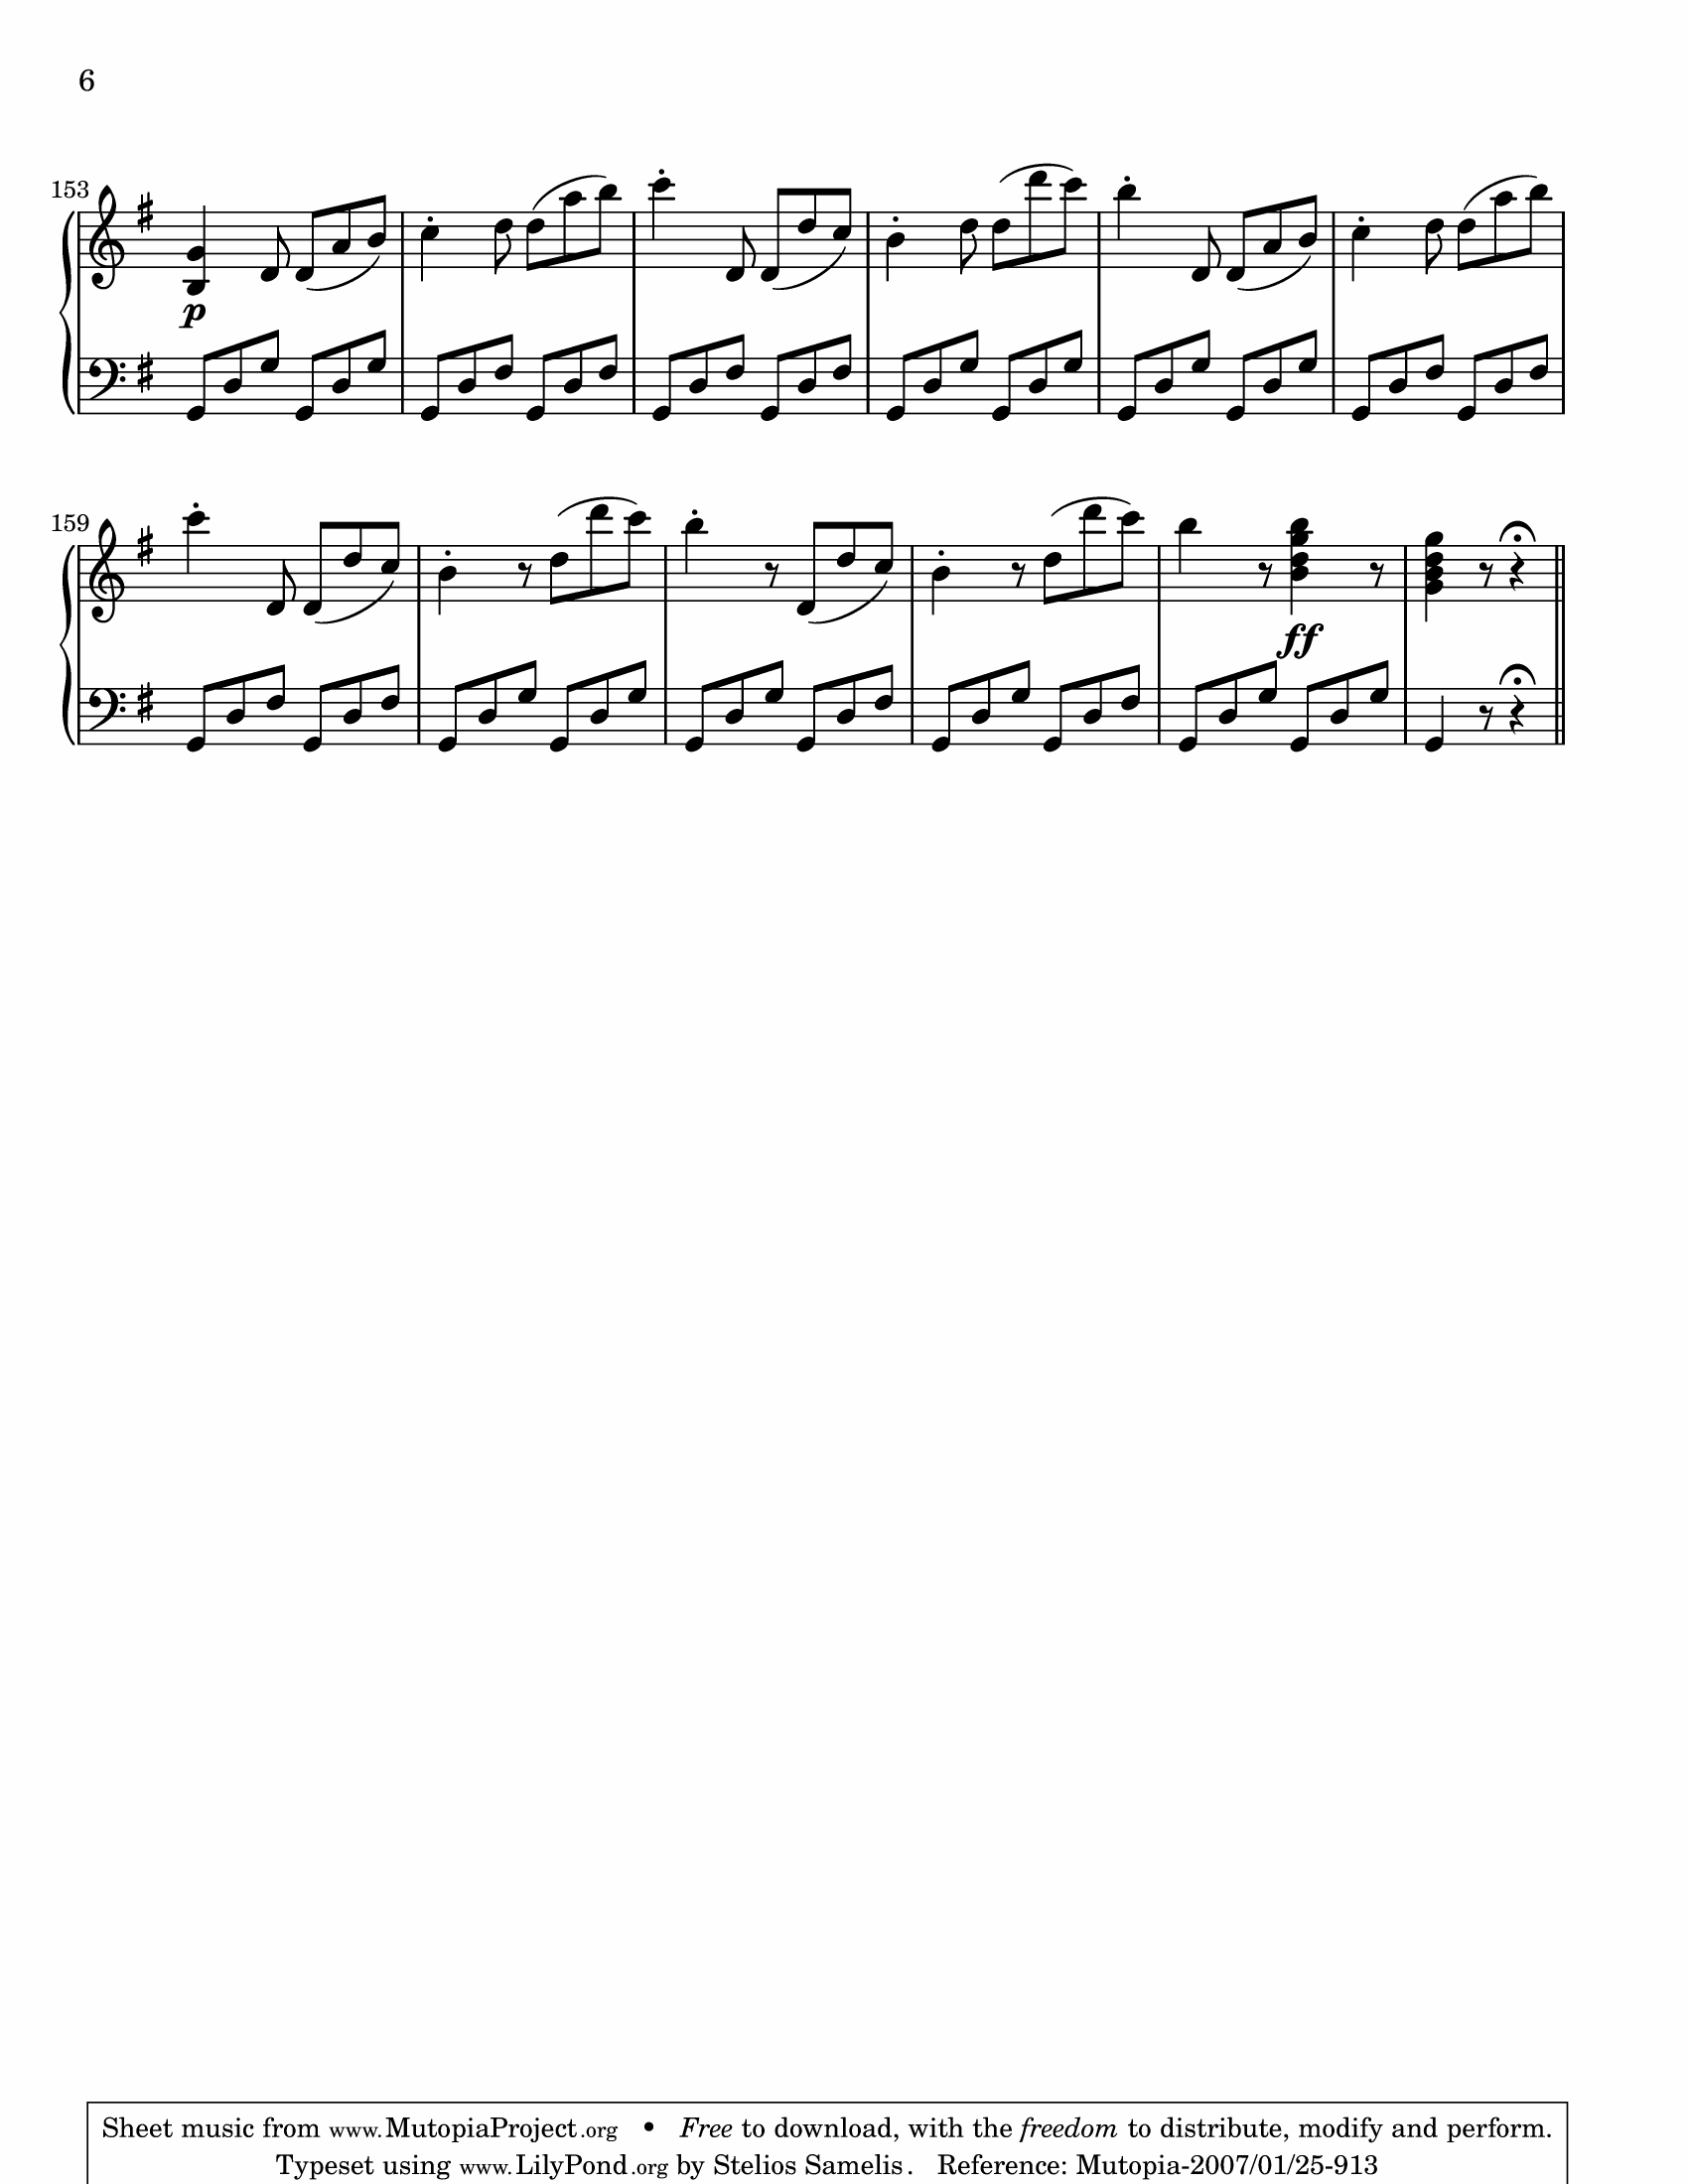 6
153
p
159
ff
Sheet music from www.MutopiaProject.org • Free to download, with the freedom to distribute, modify and perform.
Typeset using www.LilyPond.org by Stelios Samelis. Reference: Mutopia-2007/01/25-913